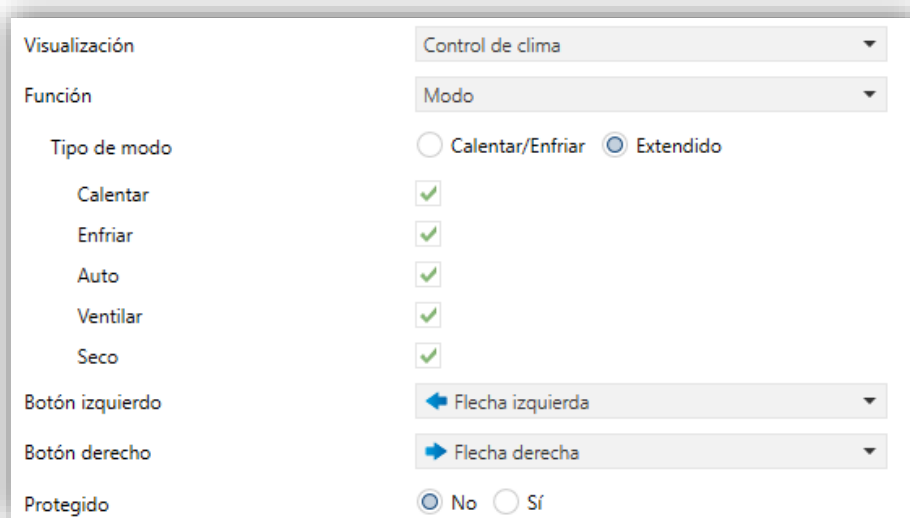 Visualización Control de clima
Función Modo
Tipo de modo Calentar/Enfriar Extendido
Calentar
Enfriar
Auto
Ventilar
Seco
Botón izquierdo Flecha izquierda
Botón derecho Flecha derecha
Protegido No Sí